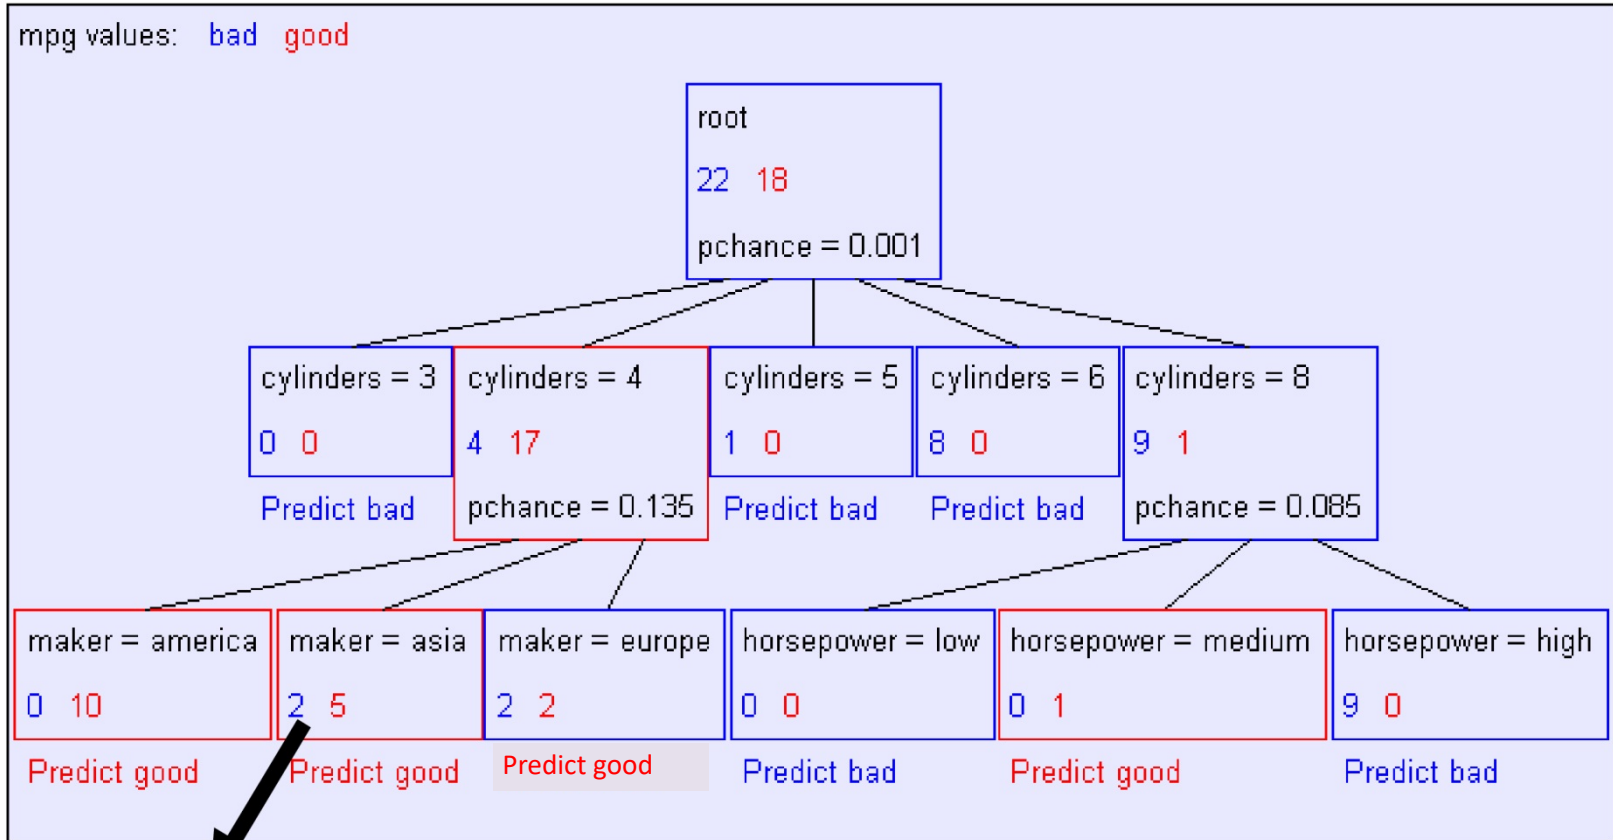 mpg values: bad good
root
22 18
pchance = 0.001
cylinders = 3
0 0
Predict bad
cylinders = 4
4 17
pchance = 0.135
cylinders = 5
1 0
Predict bad
cylinders = 6
8 0
Predict bad
cylinders = 8
9 1
pchance = 0.085
maker = america
0 10
Predict good
maker = asia
2 5
Predict good
maker = europe
2 2
Predict good
horsepower = low
0 0
Predict bad
horsepower = medium
0 1
Predict good
horsepower = high
9 0
Predict bad